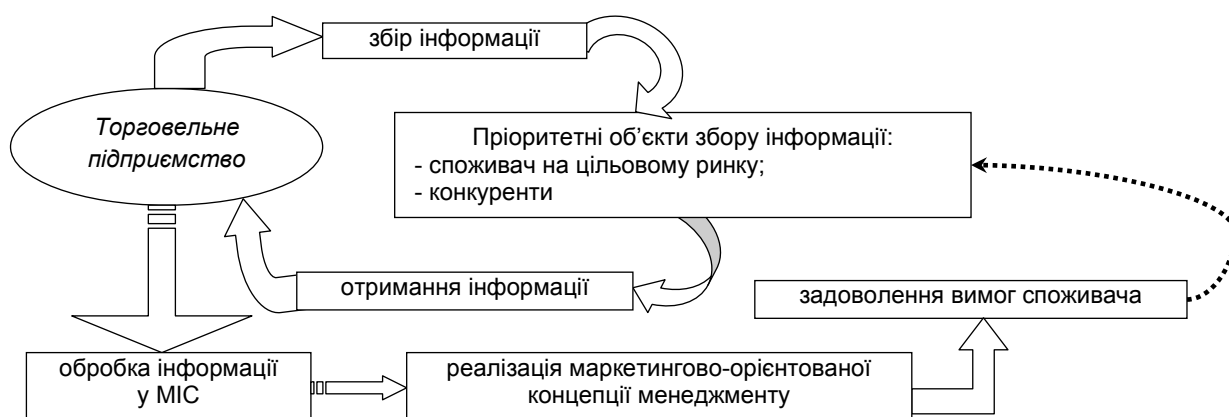 збір інформації
Торговельне
підприємство
Пріоритетні об’єкти збору інформації:
- споживач на цільовому ринку;
- конкуренти
отримання інформації
задоволення вимог споживача
обробка інформації
у МІС
реалізація маркетингово-орієнтованої
концепції менеджменту